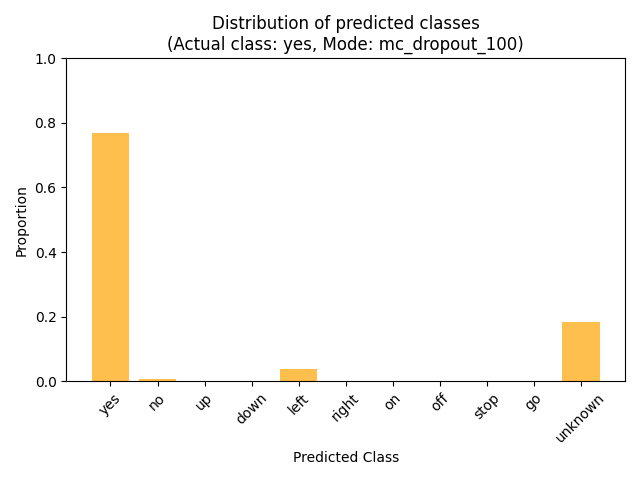 Distribution of predicted classes
(Actual class: yes, Mode: mc_dropout_100)
1.0
0.8
0.6
0.4
0.2
0.0
Proportion
yes
no
up
down
left
right
on
off
stop
go
unknown
Predicted Class